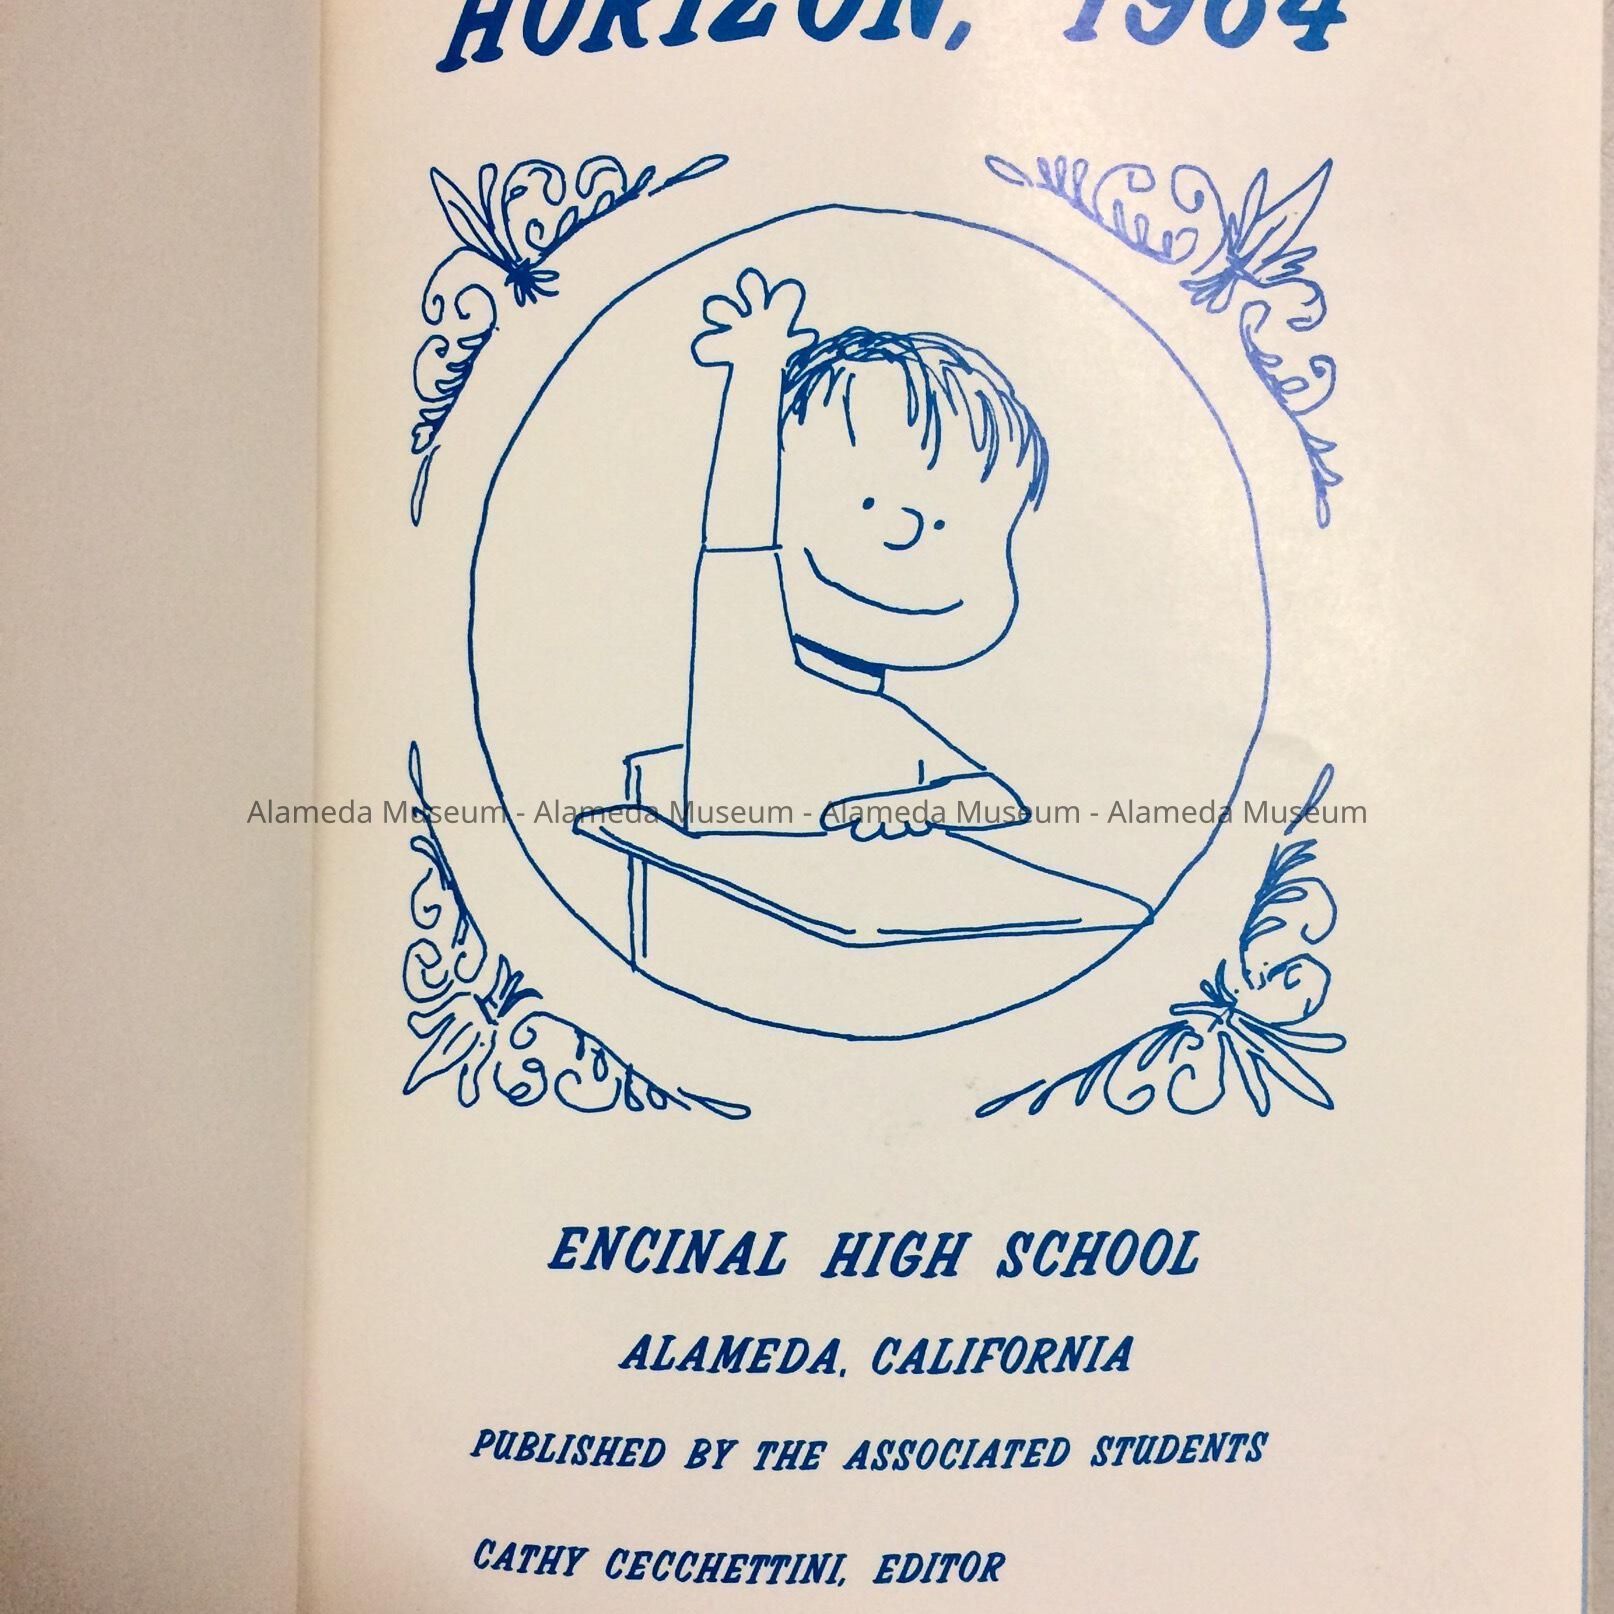 HORIZON, 1964
Alameda Museum - Alameda Museum - Alameda Museum - Alameda Museum
ENCINAL HIGH SCHOOL
ALAMEDA, CALIFORNIA
PUBLISHED BY THE ASSOCIATED STUDENTS
CATHY CECCHETTINI, EDITOR